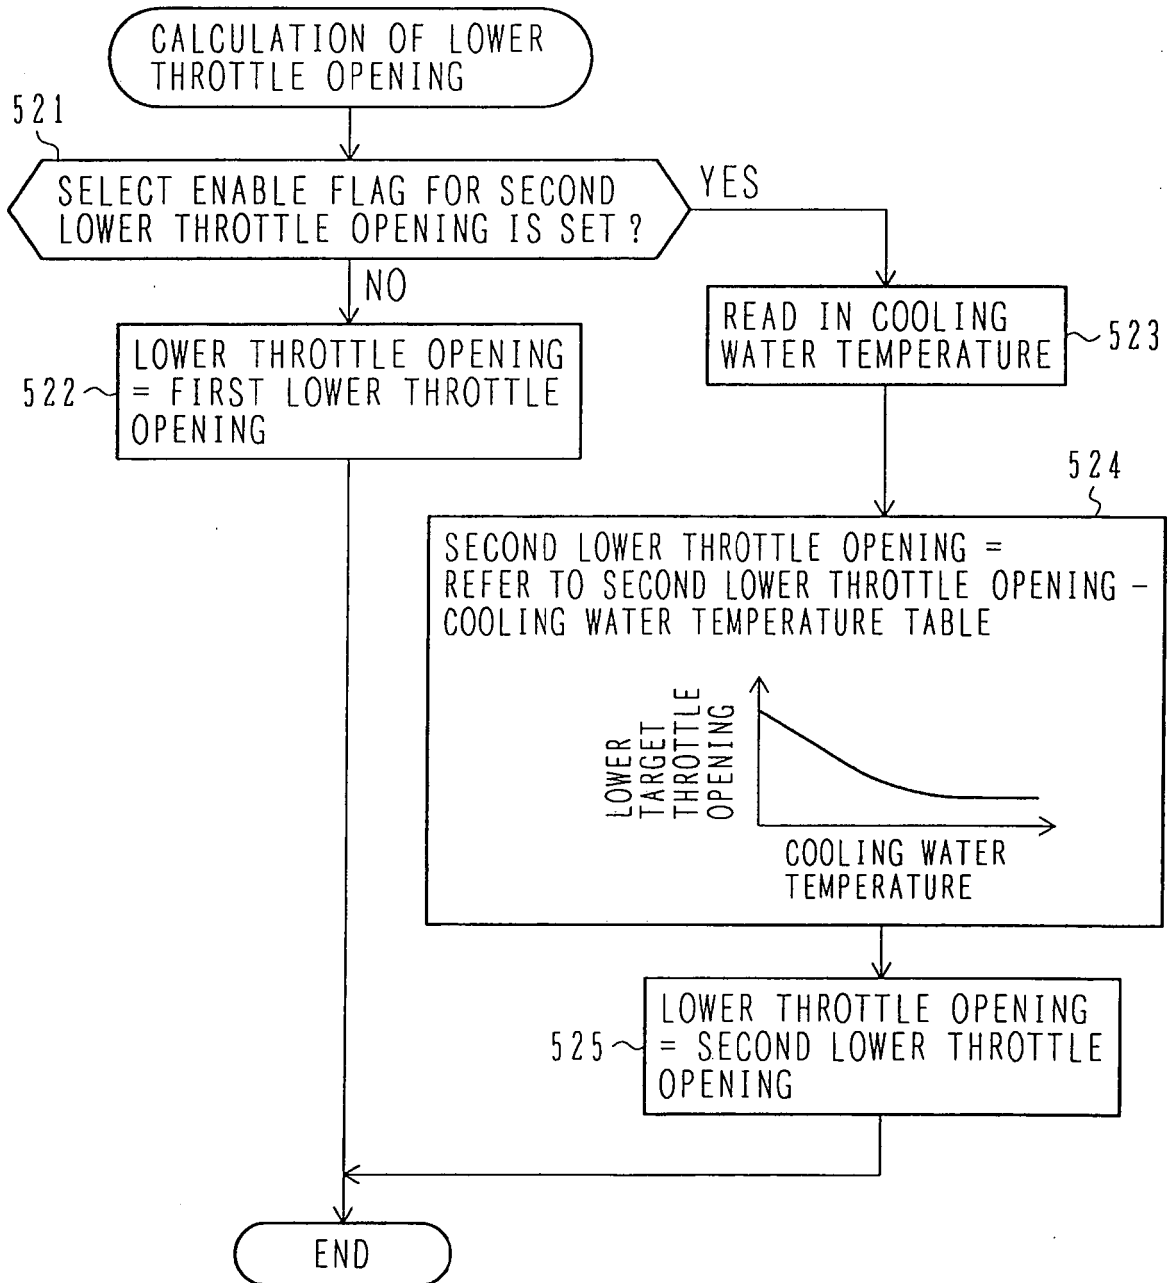 CALCULATION OF LOWER
THROTTLE OPENING
521
SELECT ENABLE FLAG FOR SECOND
LOWER THROTTLE OPENING IS SET ?
YES
NO
READ IN COOLING
WATER TEMPERATURE
523
LOWER THROTTLE OPENING
= FIRST LOWER THROTTLE
OPENING
522
524
SECOND LOWER THROTTLE OPENING =
REFER TO SECOND LOWER THROTTLE OPENING –
COOLING WATER TEMPERATURE TABLE
LOWER
TARGET
THROTTLE
OPENING
COOLING WATER
TEMPERATURE
LOWER THROTTLE OPENING
= SECOND LOWER THROTTLE
OPENING
525
END